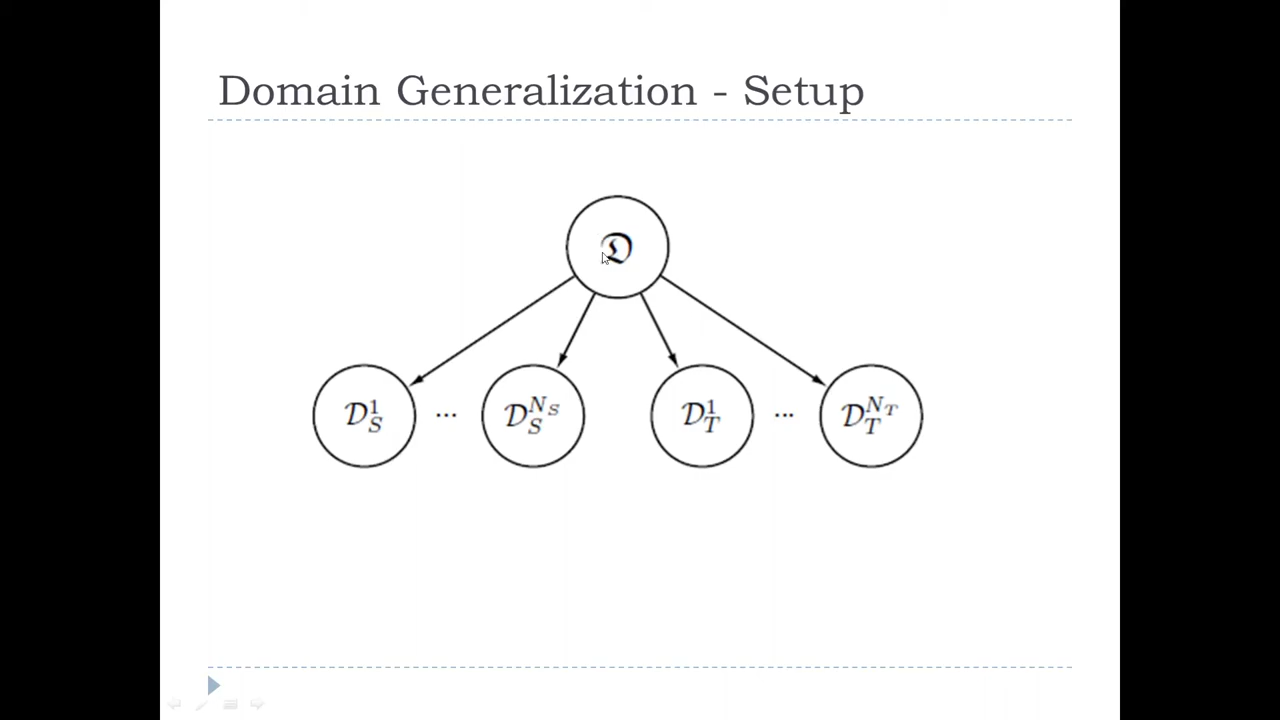 Domain Generalization - Setup
𝔇
𝒟_S^1 ... 𝒟_S^{N_S} 𝒟_T^1 ... 𝒟_T^{N_T}